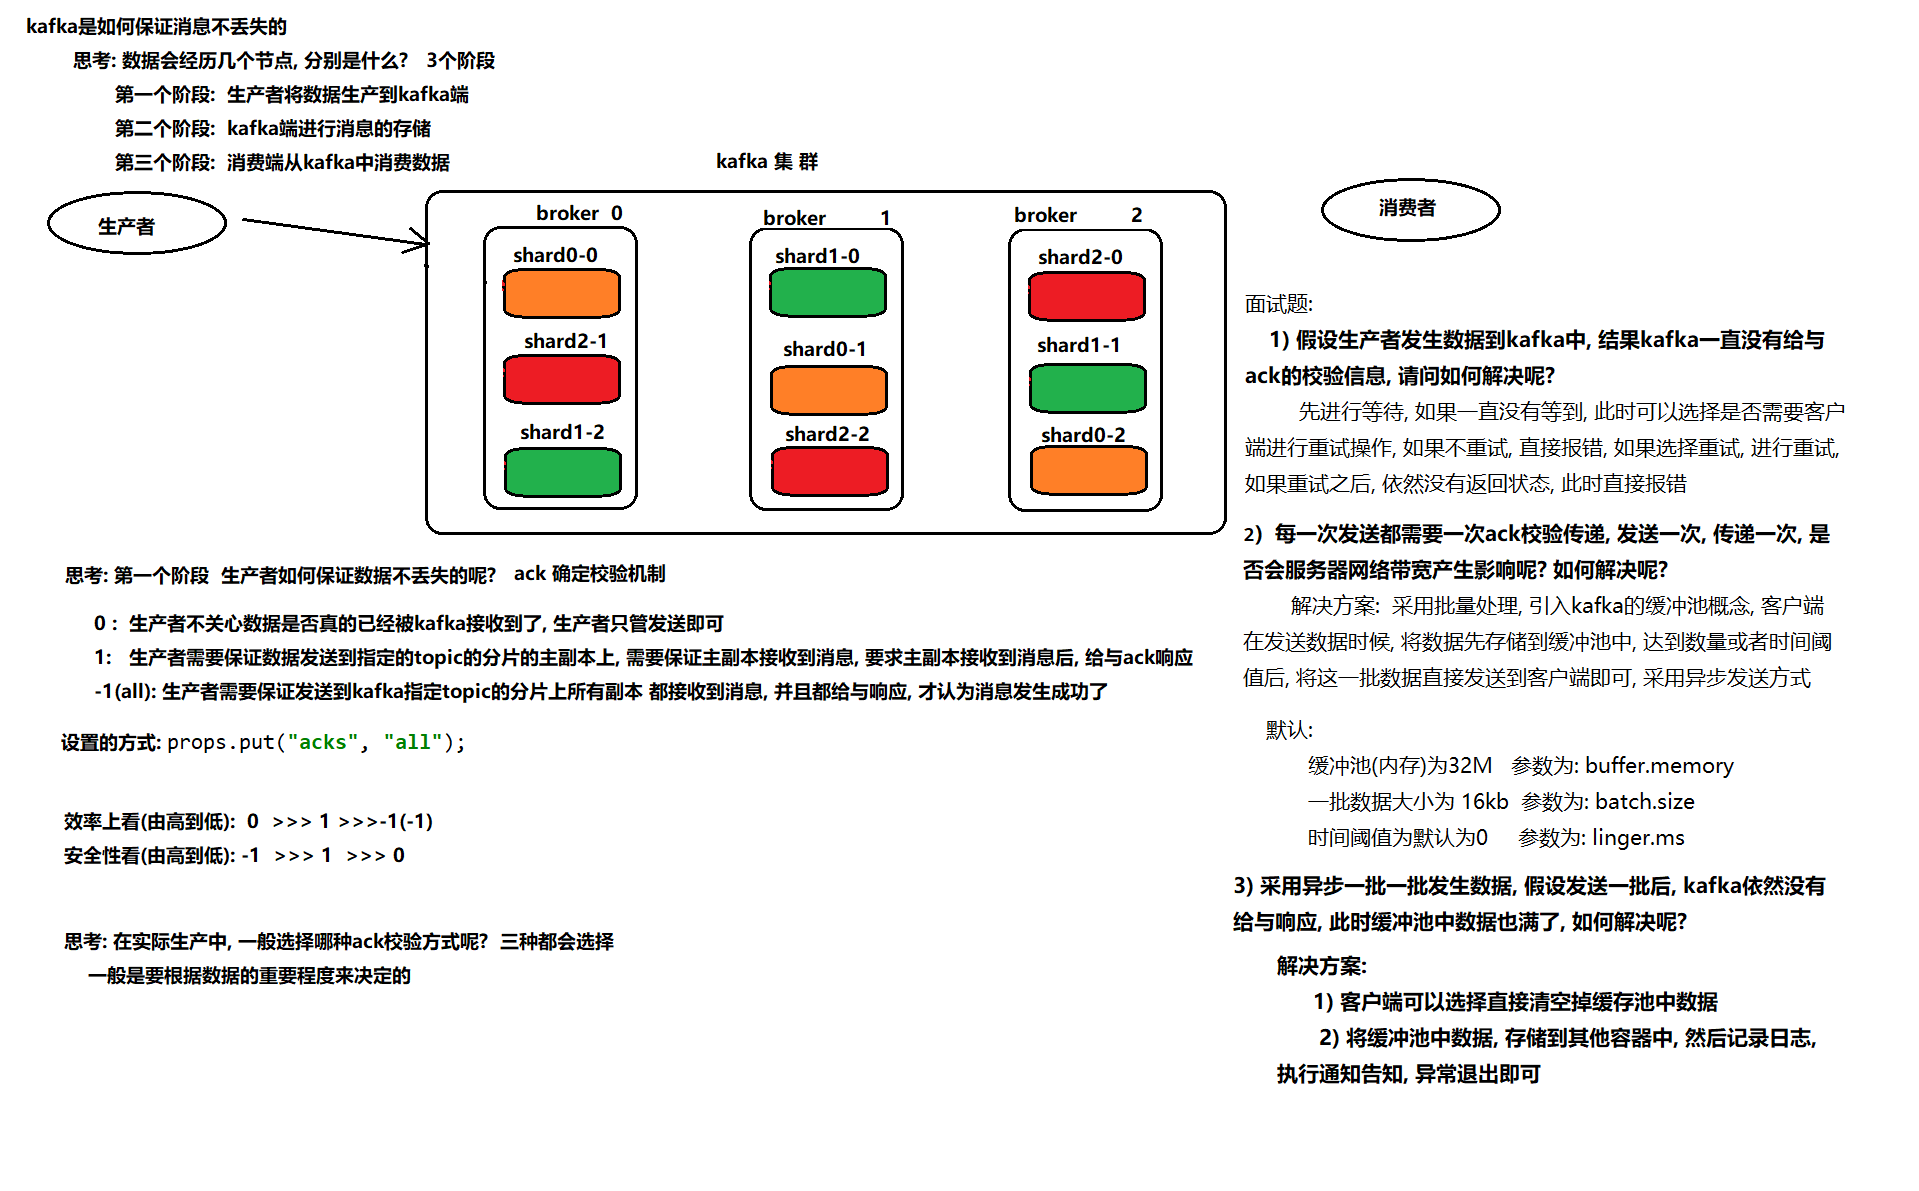 kafka是如何保证消息不丢失的
思考: 数据会经历几个节点, 分别是什么? 3个阶段
第一个阶段: 生产者将数据生产到kafka端
第二个阶段: kafka端进行消息的存储
第三个阶段: 消费端从kafka中消费数据
kafka 集 群
生产者
broker 0
shard0-0
shard2-1
shard1-2
broker 1
shard1-0
shard0-1
shard2-2
broker 2
shard2-0
shard1-1
shard0-2
消费者
思考: 第一个阶段 生产者如何保证数据不丢失的呢? ack 确定校验机制
0 : 生产者不关心数据是否真的已经被kafka接收到了, 生产者只管发送即可
1: 生产者需要保证数据发送到指定的topic的分片的主副本上, 需要保证主副本接收到消息, 要求主副本接收到消息后, 给与ack响应
-1(all): 生产者需要保证发送到kafka指定topic的分片上所有副本 都接收到消息, 并且都给与响应, 才认为消息发生成功了
设置的方式: props.put("acks", "all");
效率上看(由高到低): 0 >>> 1 >>>-1(-1)
安全性看(由高到低): -1 >>> 1 >>> 0
思考: 在实际生产中, 一般选择哪种ack校验方式呢? 三种都会选择
一般是要根据数据的重要程度来决定的
面试题:
1) 假设生产者发生数据到kafka中, 结果kafka一直没有给与
ack的校验信息, 请问如何解决呢?
先进行等待, 如果一直没有等到, 此时可以选择是否需要客户
端进行重试操作, 如果不重试, 直接报错, 如果选择重试, 进行重试,
如果重试之后, 依然没有返回状态, 此时直接报错
2) 每一次发送都需要一次ack校验传递, 发送一次, 传递一次, 是
否会服务器网络带宽产生影响呢? 如何解决呢?
解决方案: 采用批量处理, 引入kafka的缓冲池概念, 客户端
在发送数据时候, 将数据先存储到缓冲池中, 达到数量或者时间阈
值后, 将这一批数据直接发送到客户端即可, 采用异步发送方式
默认:
缓冲池(内存)为32M 参数为: buffer.memory
一批数据大小为 16kb 参数为: batch.size
时间阈值为默认为0 参数为: linger.ms
3) 采用异步一批一批发生数据, 假设发送一批后, kafka依然没有
给与响应, 此时缓冲池中数据也满了, 如何解决呢?
解决方案:
1) 客户端可以选择直接清空掉缓存池中数据
2) 将缓冲池中数据, 存储到其他容器中, 然后记录日志,
执行通知告知, 异常退出即可